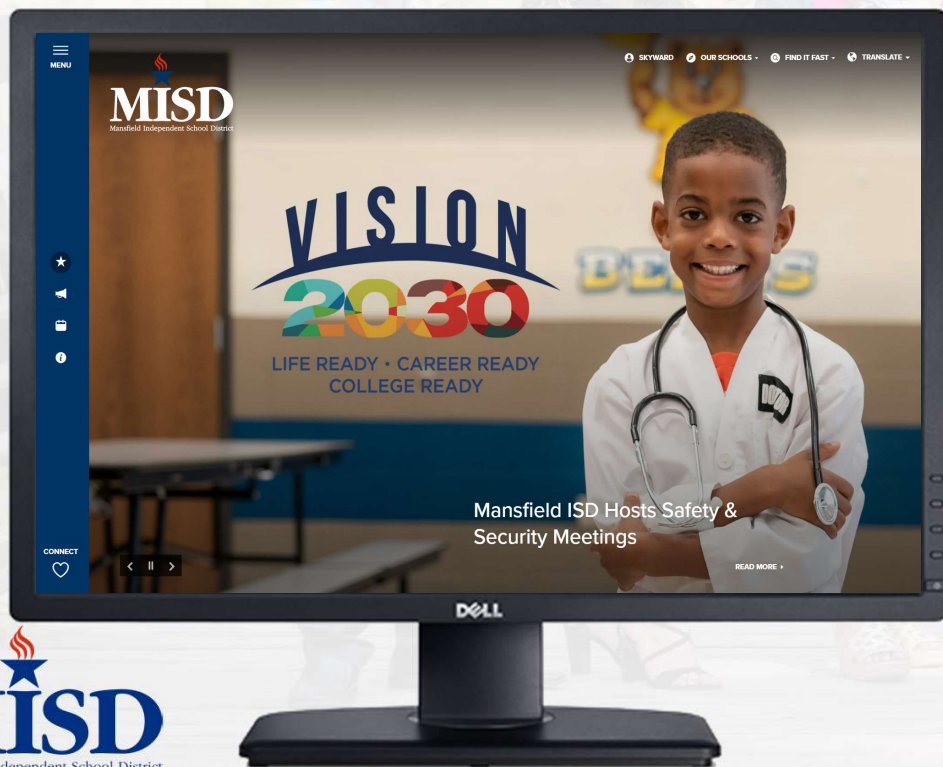 MENU
MISD
Mansfield Independent School District
SKYWARD
OUR SCHOOLS
FIND IT FAST
TRANSLATE
VISION
2030
LIFE READY • CAREER READY
COLLEGE READY
Mansfield ISD Hosts Safety &
Security Meetings
READ MORE
CONNECT
DELL
ISD
dependent School District